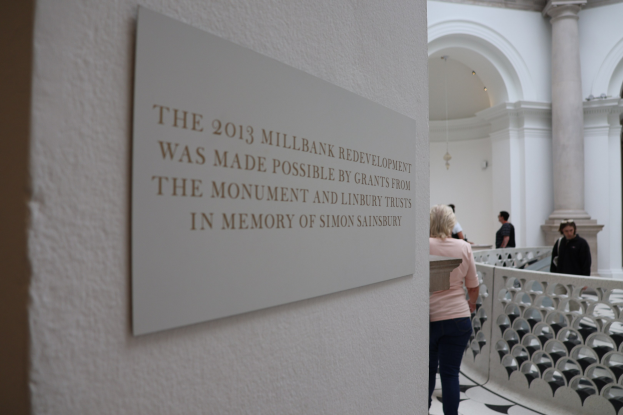 THE 2013 MILLBANK REDEVELOPMENT
WAS MADE POSSIBLE BY GRANTS FROM
THE MONUMENT AND LINBURY TRUSTS
IN MEMORY OF SIMON SAINSBURY